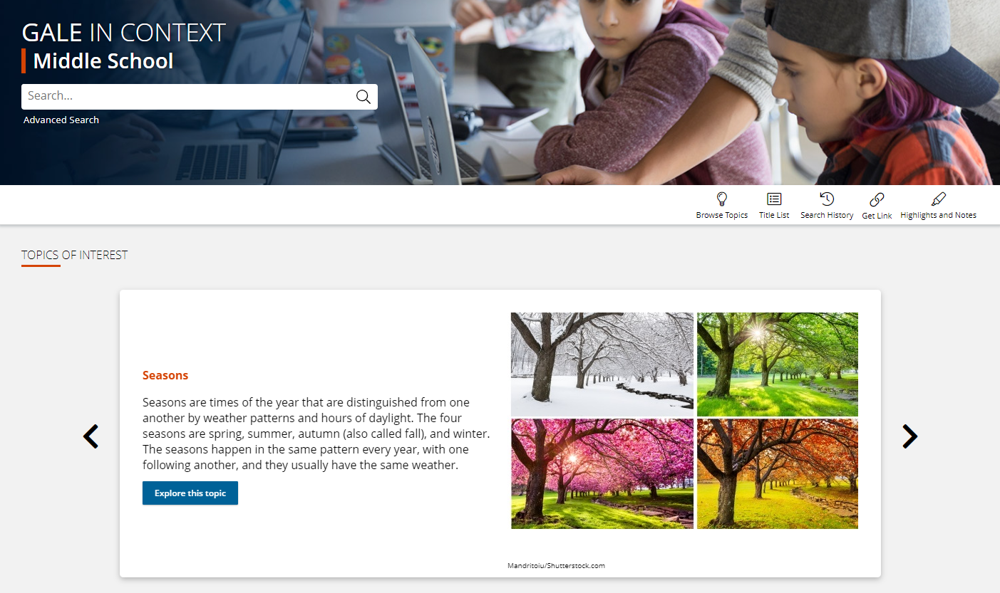 GALE IN CONTEXT
Middle School
Search...
Advanced Search
Browse Topics
Title List
Search History
Get Link
Highlights and Notes
TOPICS OF INTEREST
Seasons
Seasons are times of the year that are distinguished from one
another by weather patterns and hours of daylight. The four
seasons are spring, summer, autumn (also called fall), and winter.
The seasons happen in the same pattern every year, with one
following another, and they usually have the same weather.
Explore this topic
Mandritoiu/Shutterstock.com